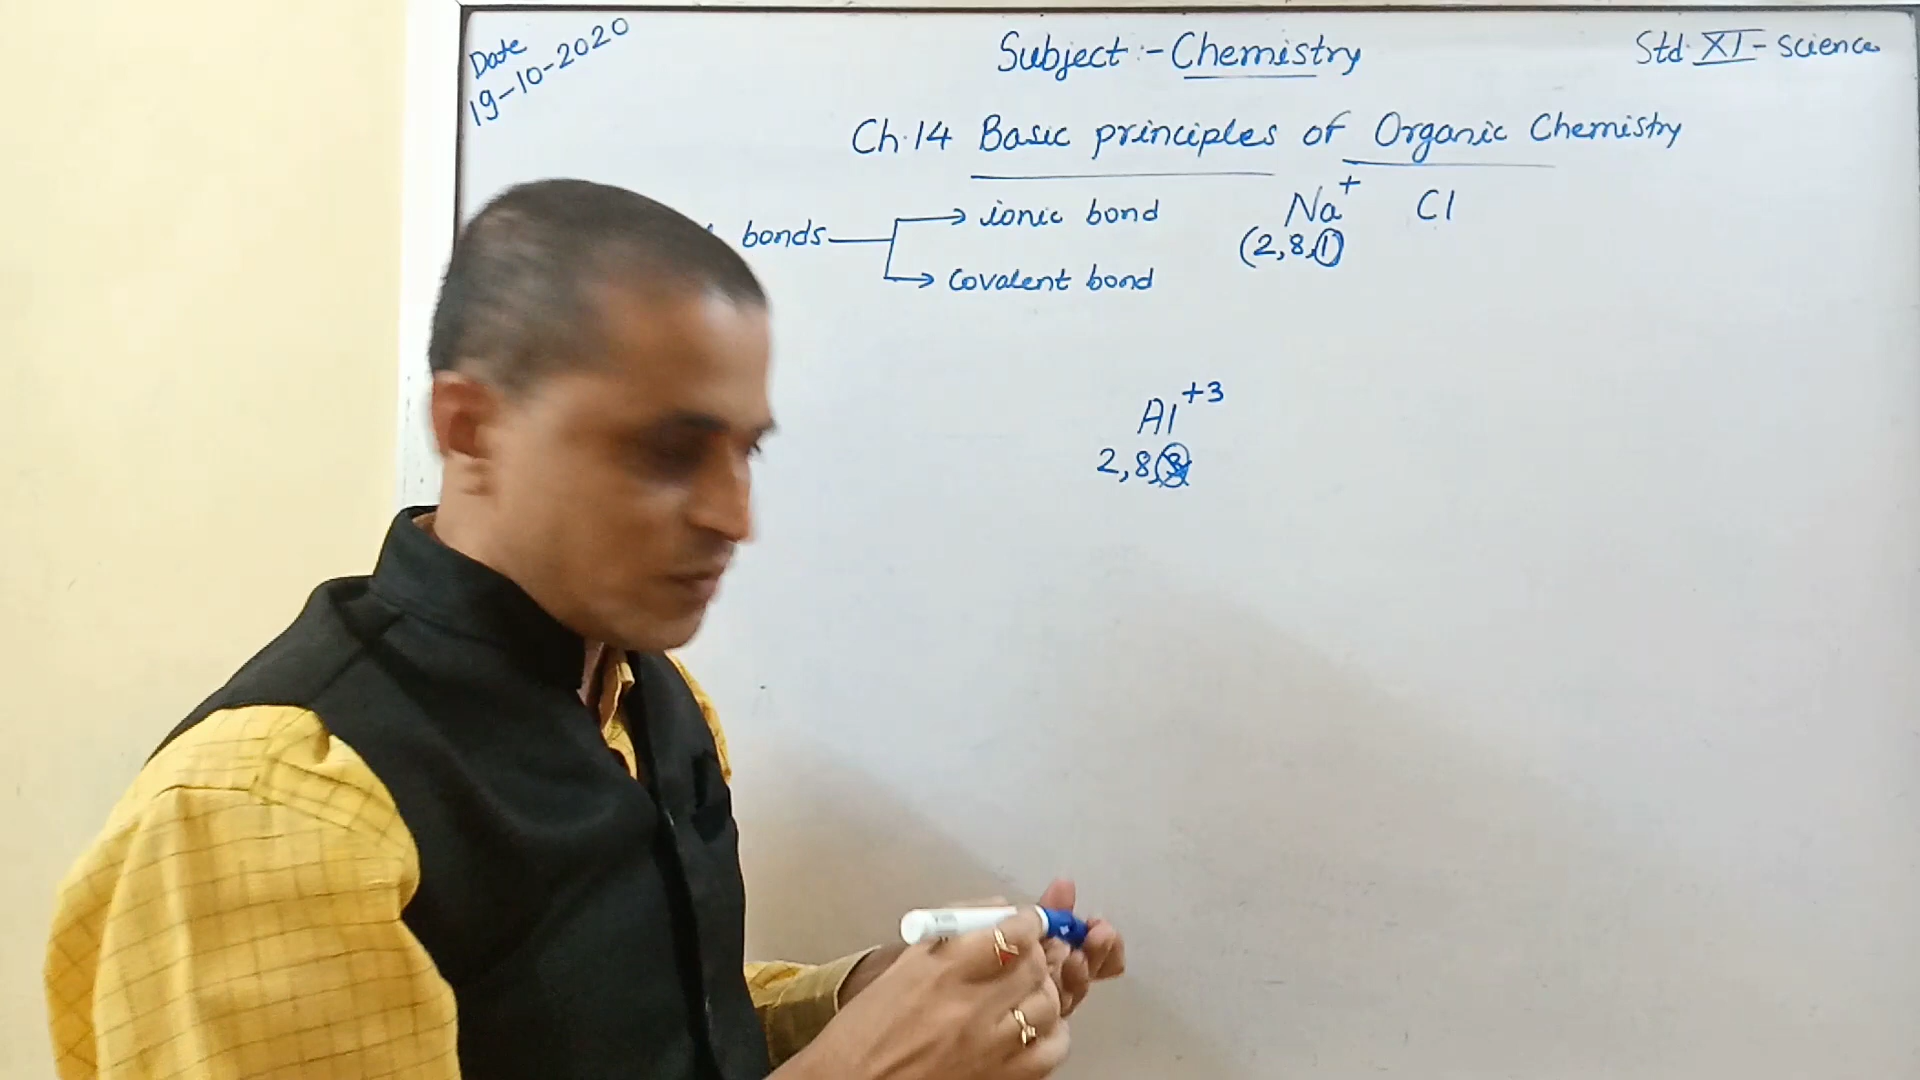 Date
19-10-2020
Subject:- Chemistry
Std. XI - Science
Ch.14 Basic principles of Organic Chemistry
bonds → ionic bond
→ Covalent bond
Na⁺ Cl
(2,8,1)
Al⁺³
2,8,3